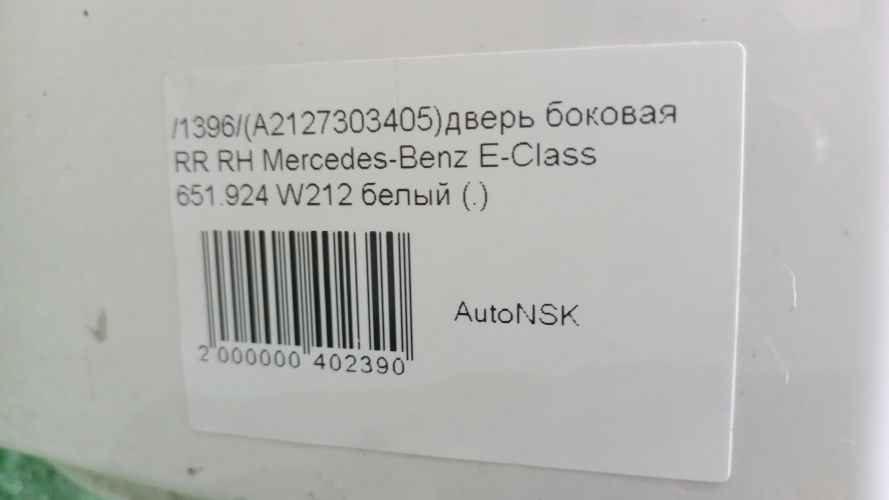 /1396/(A2127303405)дверь боковая
RR RH Mercedes-Benz E-Class
651.924 W212 белый (.)
AutoNSK
2 000000 402390